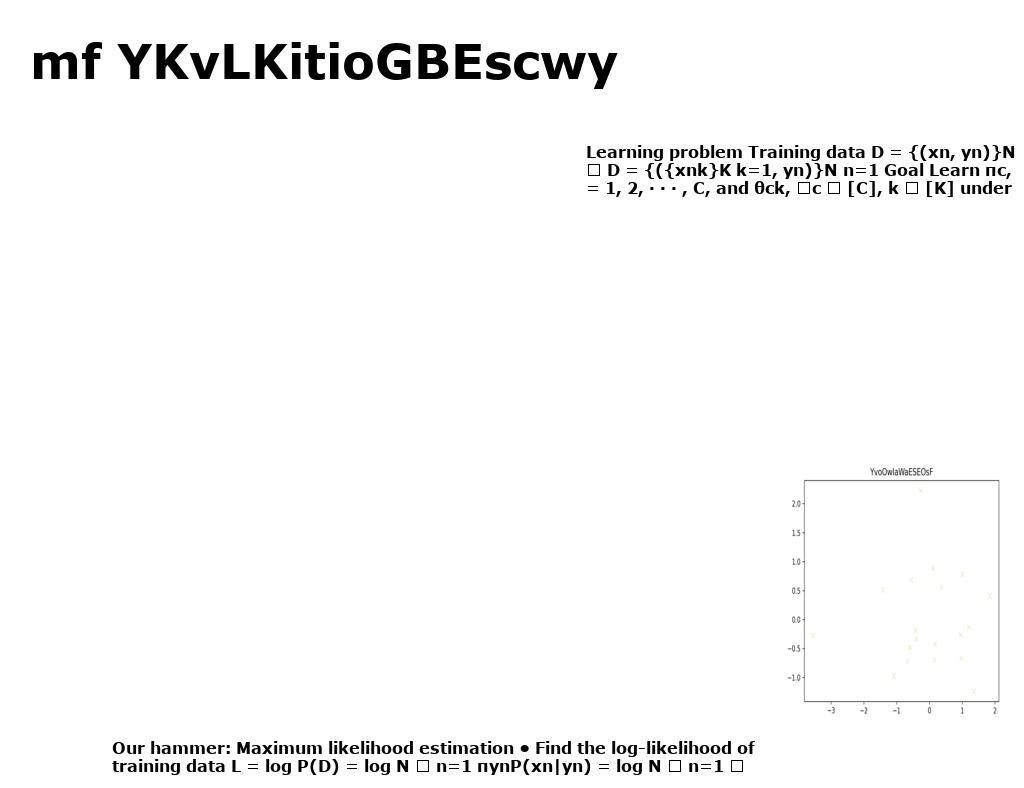 mf YKvLKitioGBEscwy
Learning problem Training data D = {(xn, yn)}N
□ D = {({xnk}K k=1, yn)}N n=1 Goal Learn πc,
= 1, 2, · · · , C, and θck, □c □ [C], k □ [K] under
YvoOwlaWaESEOsF
2.0
1.5
1.0
0.5
0.0
−0.5
−1.0
−3 −2 −1 0 1 2
Our hammer: Maximum likelihood estimation • Find the log-likelihood of
training data L = log P(D) = log N □ n=1 πynP(xn|yn) = log N □ n=1 □